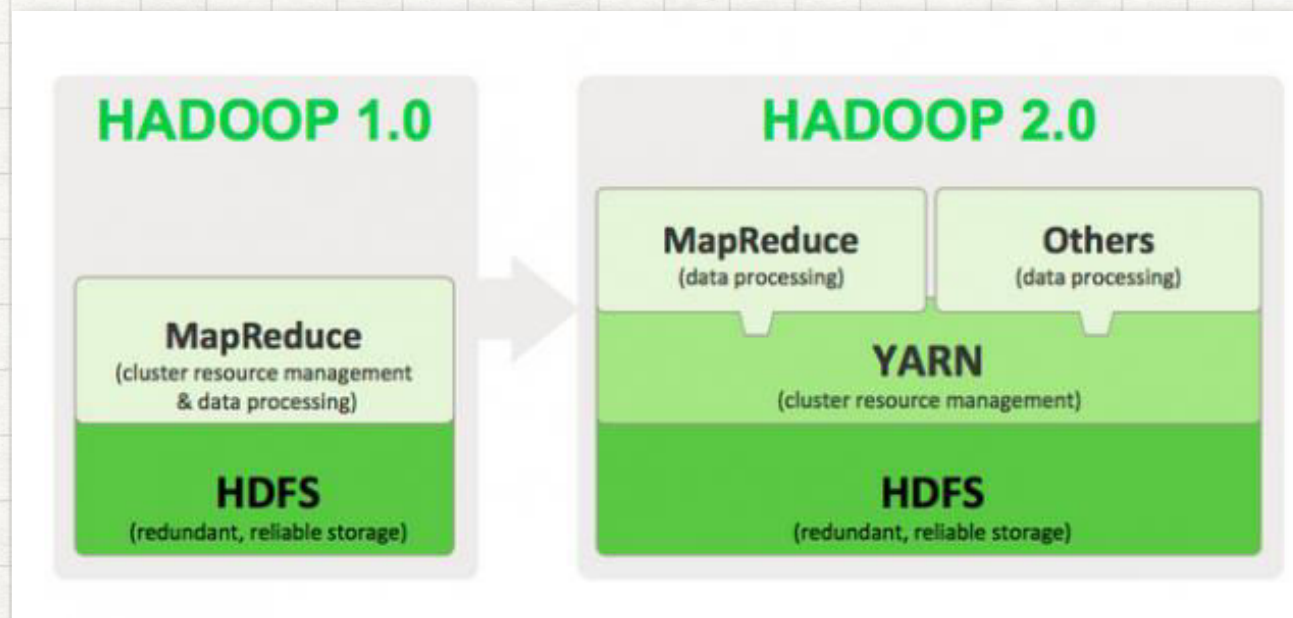 HADOOP 1.0
MapReduce
(cluster resource management
& data processing)
HDFS
(redundant, reliable storage)
HADOOP 2.0
MapReduce
(data processing)
Others
(data processing)
YARN
(cluster resource management)
HDFS
(redundant, reliable storage)